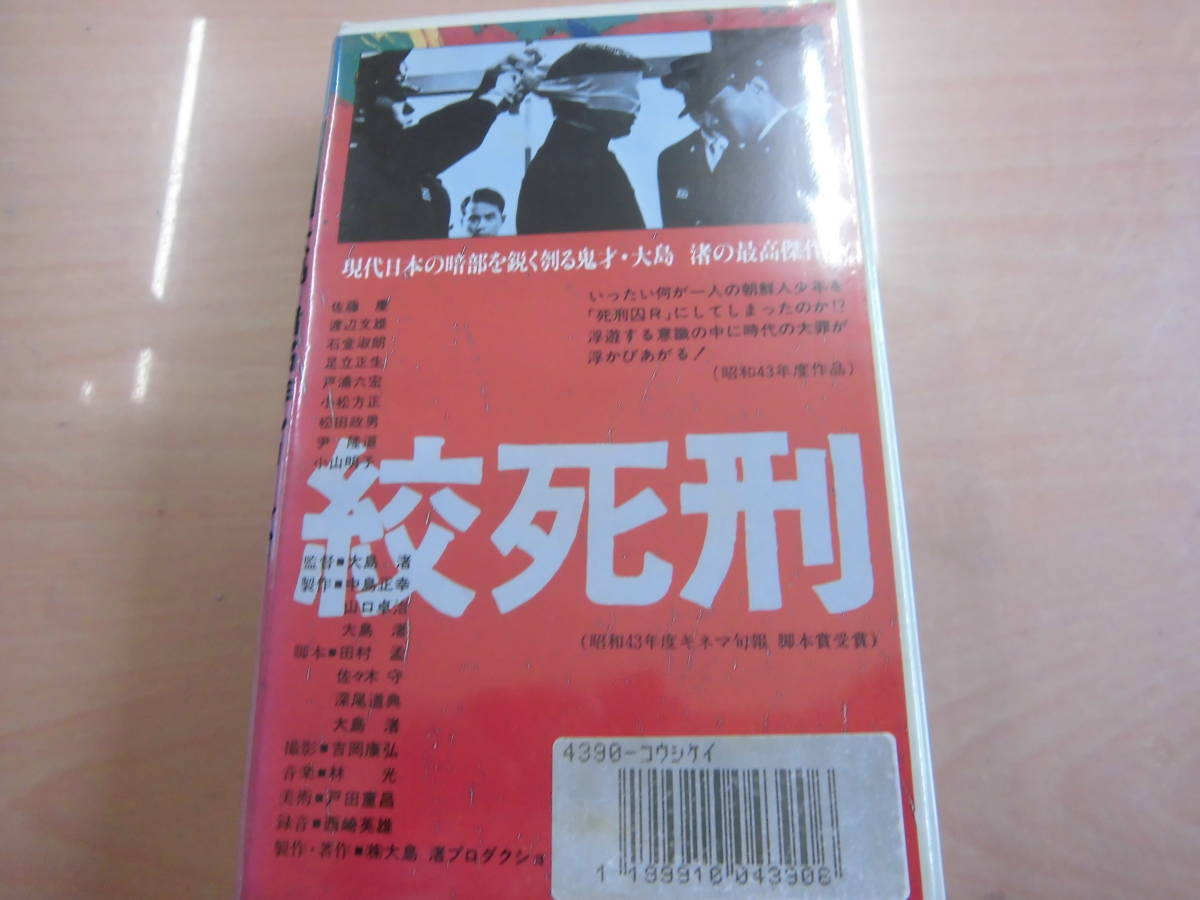 現代日本の暗部を鋭く刳る鬼才・大島 渚の最高傑作
いったい何が一人の朝鮮人少年を
「死刑囚R」にしてしまったのか!?
浮遊する意識の中に時代の大罪が
浮かびあがる!
(昭和43年度作品)
佐藤 慶
渡辺文雄
石堂淑朗
足立正生
戸浦六宏
小松方正
松田政男
尹 隆道
小山明子
絞死刑
(昭和43年度キネマ旬報 脚本賞受賞)
監督■大島 渚
製作■中島正幸
山口卓治
大島 渚
脚本■田村 孟
佐々木 守
深尾道典
大島 渚
撮影■吉岡康弘
音楽■林 光
美術■戸田重昌
録音■西崎英雄
製作・著作■㈱大島 渚プロダクショ
4390-コウシケイ
1 199910 043906